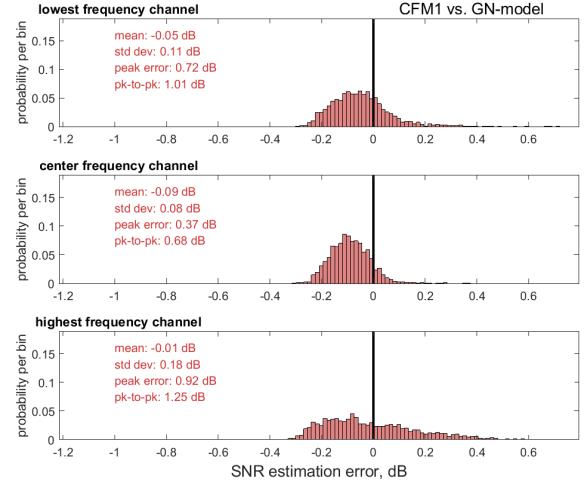 lowest frequency channel
CFM1 vs. GN-model
mean: -0.05 dB
std dev: 0.11 dB
peak error: 0.72 dB
pk-to-pk: 1.01 dB
probability per bin
0.15
0.1
0.05
0
-1.2 -1 -0.8 -0.6 -0.4 -0.2 0 0.2 0.4 0.6
center frequency channel
mean: -0.09 dB
std dev: 0.08 dB
peak error: 0.37 dB
pk-to-pk: 0.68 dB
probability per bin
0.15
0.1
0.05
0
-1.2 -1 -0.8 -0.6 -0.4 -0.2 0 0.2 0.4 0.6
highest frequency channel
mean: -0.01 dB
std dev: 0.18 dB
peak error: 0.92 dB
pk-to-pk: 1.25 dB
probability per bin
0.15
0.1
0.05
0
-1.2 -1 -0.8 -0.6 -0.4 -0.2 0 0.2 0.4 0.6
SNR estimation error, dB